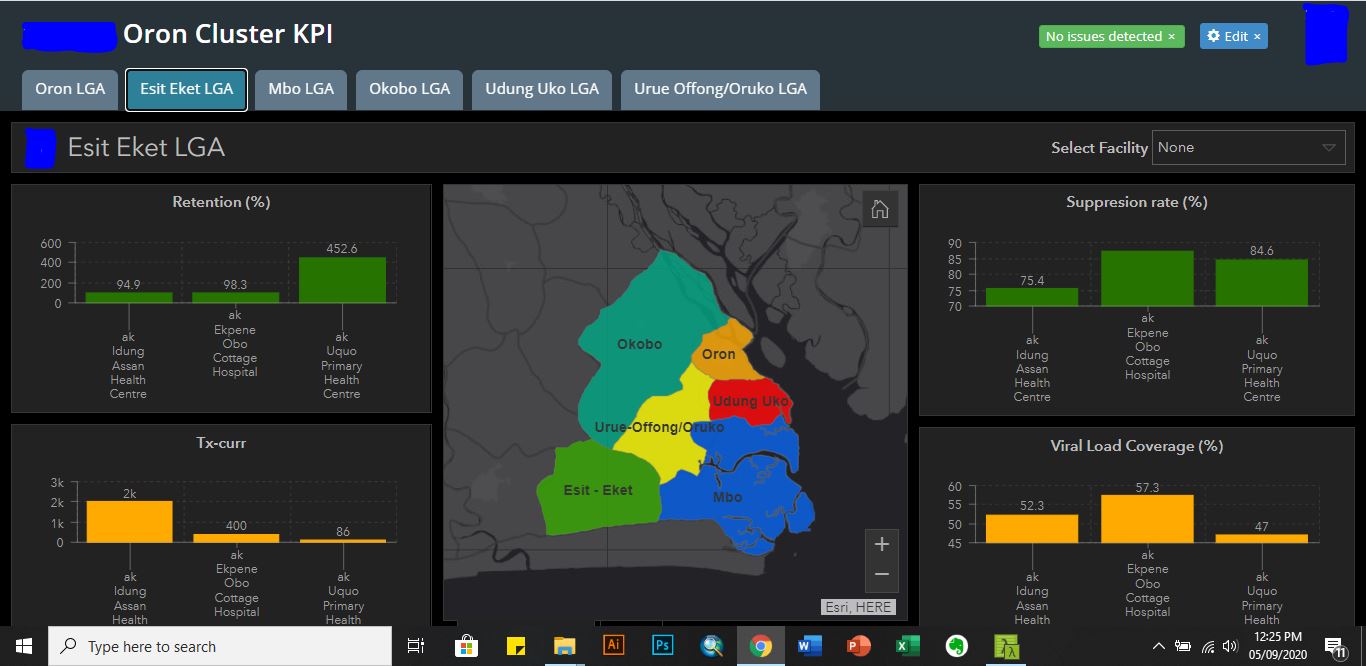 Oron Cluster KPI
No issues detected ×
Edit ×
Oron LGA
Esit Eket LGA
Mbo LGA
Okobo LGA
Udung Uko LGA
Urue Offong/Oruko LGA
Esit Eket LGA
Select Facility
None
Retention (%)
600
400
200
0
94.9
98.3
452.6
ak
Idung
Assan
Health
Centre
ak
Ekpene
Obo
Cottage
Hospital
ak
Uquo
Primary
Health
Centre
Tx-curr
3k
2k
1k
0
2k
400
86
ak
Idung
Assan
Health
ak
Ekpene
Obo
Cottage
Hospital
ak
Uquo
Primary
Health
Okobo
Oron
Udung Uko
Urue-Offong/Oruko
Esit - Eket
Mbo
+
−
Esri, HERE
Suppresion rate (%)
90
85
80
75
70
75.4
84.6
ak
Idung
Assan
Health
Centre
ak
Ekpene
Obo
Cottage
Hospital
ak
Uquo
Primary
Health
Centre
Viral Load Coverage (%)
60
55
50
45
52.3
57.3
47
ak
Idung
Assan
Health
ak
Ekpene
Obo
Cottage
Hospital
ak
Uquo
Primary
Health
Type here to search
Ai
Ps
W
P
X
λ
12:25 PM
05/09/2020
11